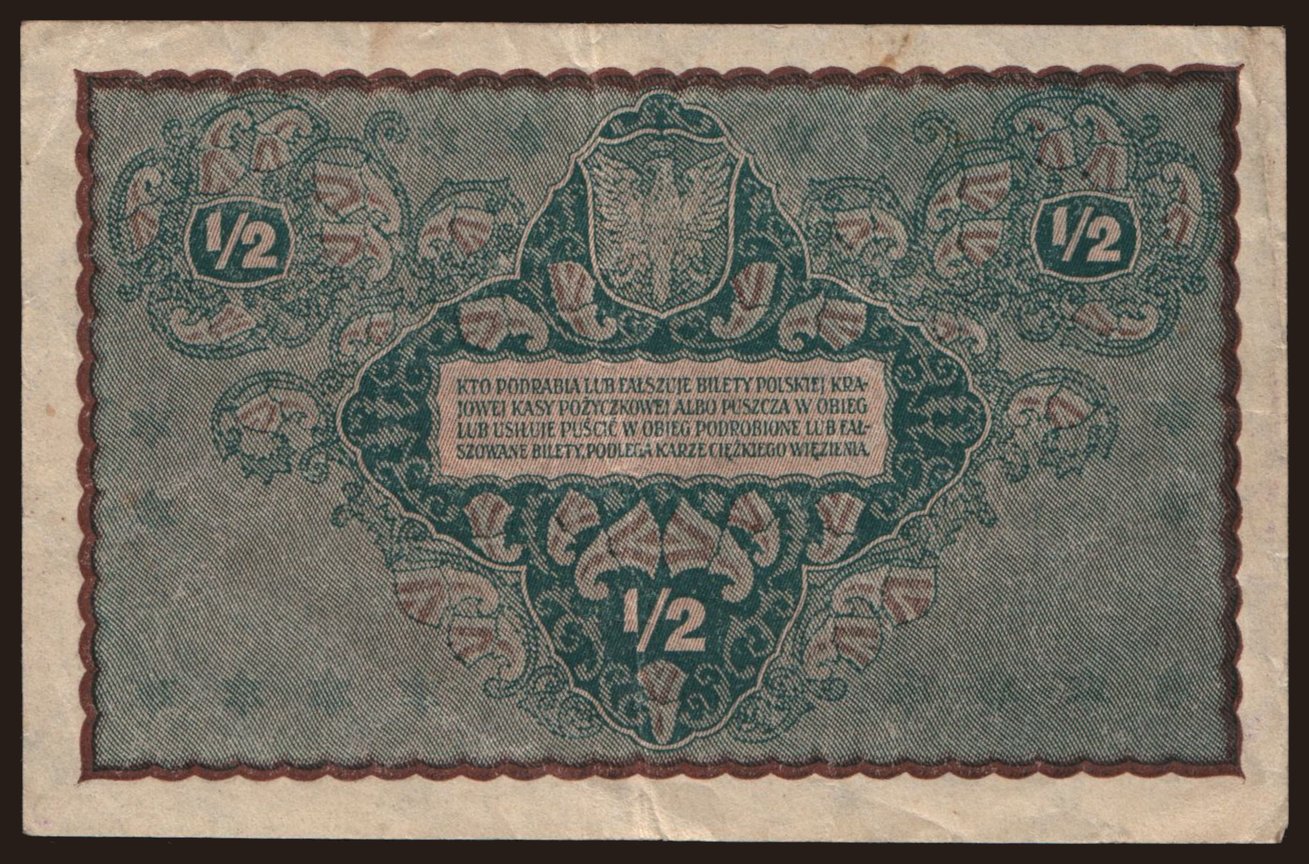 1/2 1/2
KTO PODRABIA LUB FAŁSZUJE BILETY POLSKIEJ KRA-
JOWEJ KASY POŻYCZKOWEJ ALBO PUSZCZA W OBIEG
LUB USIŁUJE PUŚCIĆ W OBIEG PODROBIONE LUB FAŁ-
SZOWANE BILETY, PODLEGA KARZE CIĘŻKIEGO WIĘZIENIA.
1/2